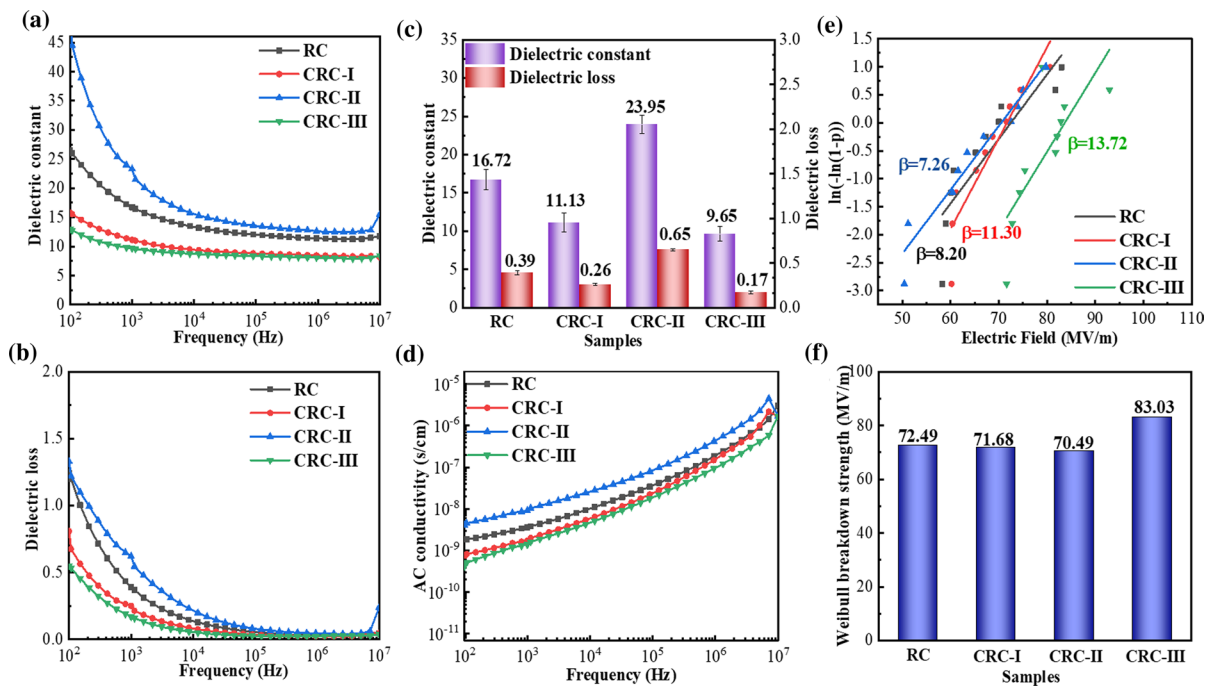 (a)
Dielectric constant
45
40
35
30
25
20
15
10
5
0
RC
CRC-I
CRC-II
CRC-III
10² 10³ 10⁴ 10⁵ 10⁶ 10⁷
Frequency (Hz)
(b)
Dielectric loss
2.0
1.5
1.0
0.5
0.0
RC
CRC-I
CRC-II
CRC-III
10² 10³ 10⁴ 10⁵ 10⁶ 10⁷
Frequency (Hz)
(c)
Dielectric constant
35
30
25
20
15
10
5
0
Dielectric constant
Dielectric loss
16.72
0.39
11.13
0.26
23.95
0.65
9.65
0.17
3.0
2.5
2.0
1.5
1.0
0.5
0.0
Dielectric loss
RC CRC-I CRC-II CRC-III
Samples
(d)
AC conductivity (s/cm)
10⁻⁵
10⁻⁶
10⁻⁷
10⁻⁸
10⁻⁹
10⁻¹⁰
10⁻¹¹
RC
CRC-I
CRC-II
CRC-III
10² 10³ 10⁴ 10⁵ 10⁶ 10⁷
Frequency (Hz)
(e)
ln(-ln(1-p))
1.5
1.0
0.5
0.0
-0.5
-1.0
-1.5
-2.0
-2.5
-3.0
β=7.26
β=13.72
β=11.30
β=8.20
RC
CRC-I
CRC-II
CRC-III
50 60 70 80 90 100 110
Electric Field (MV/m)
(f)
Weibull breakdown strength (MV/m)
100
80
60
40
20
0
72.49
71.68
70.49
83.03
RC CRC-I CRC-II CRC-III
Samples